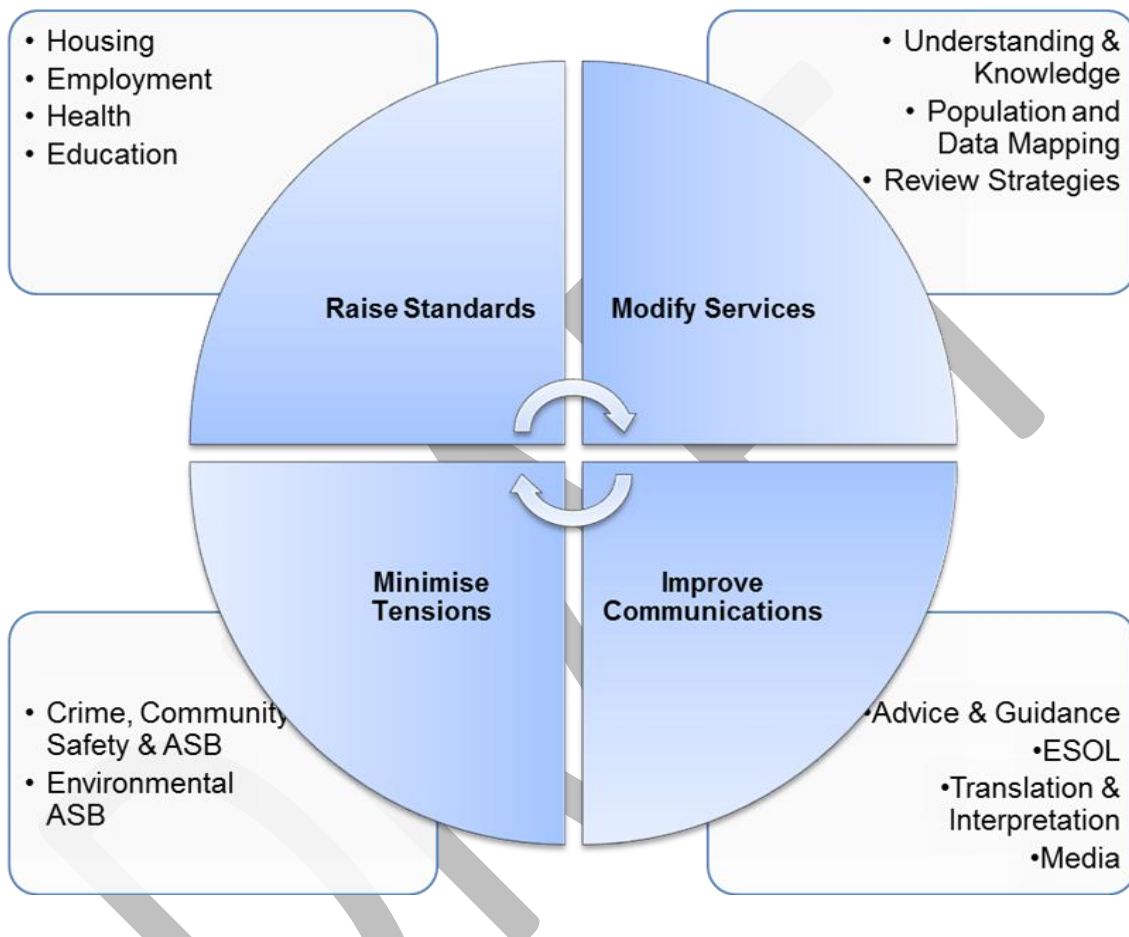 • Housing
• Employment
• Health
• Education
• Understanding &
Knowledge
• Population and
Data Mapping
• Review Strategies
Raise Standards
Modify Services
Minimise
Tensions
Improve
Communications
• Crime, Community
Safety & ASB
• Environmental
ASB
•Advice & Guidance
•ESOL
•Translation &
Interpretation
•Media